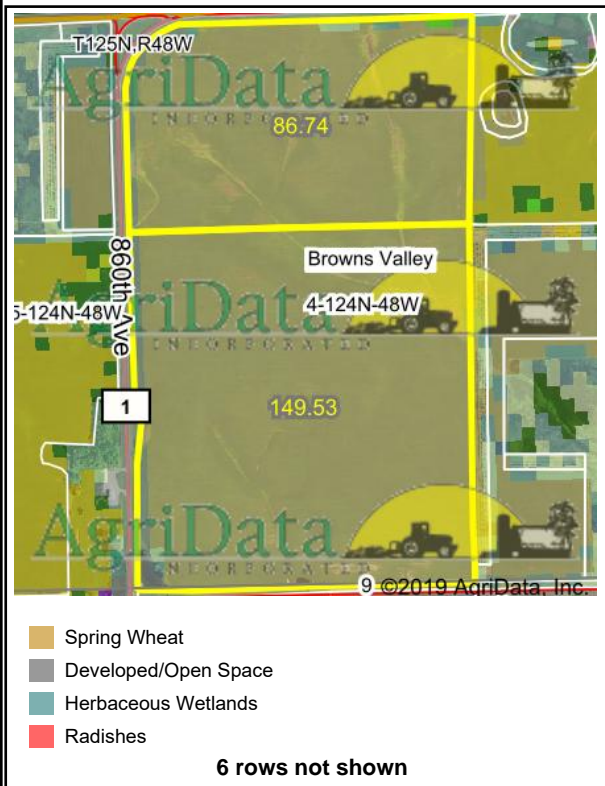 T125N,R48W
AgriData
INCORPORATED
86.74
860th Ave
Browns Valley
5-124N-48W
AgriData
4-124N-48W
INCORPORATED
1
149.53
AgriData
INCORPORATED
9 ©2019 AgriData, Inc.
Spring Wheat
Developed/Open Space
Herbaceous Wetlands
Radishes
6 rows not shown